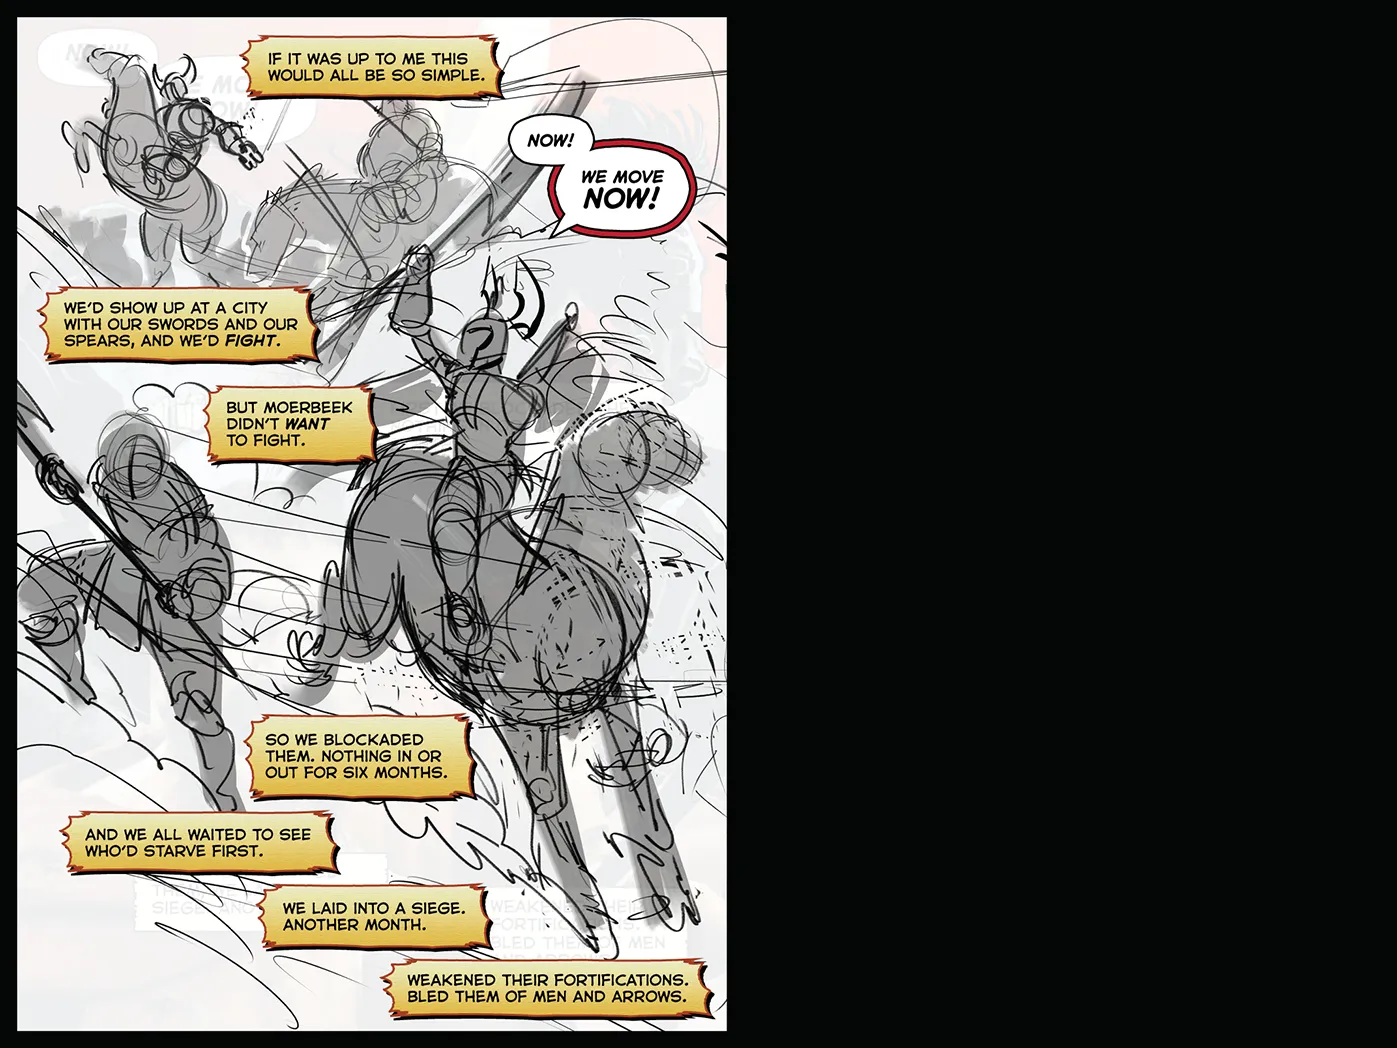 IF IT WAS UP TO ME THIS
WOULD ALL BE SO SIMPLE.
NOW!
WE MOVE
NOW!
WE'D SHOW UP AT A CITY
WITH OUR SWORDS AND OUR
SPEARS, AND WE'D FIGHT.
BUT MOERBEEK
DIDN'T WANT
TO FIGHT.
SO WE BLOCKADED
THEM. NOTHING IN OR
OUT FOR SIX MONTHS.
AND WE ALL WAITED TO SEE
WHO'D STARVE FIRST.
WE LAID INTO A SIEGE.
ANOTHER MONTH.
WEAKENED THEIR FORTIFICATIONS.
BLED THEM OF MEN AND ARROWS.